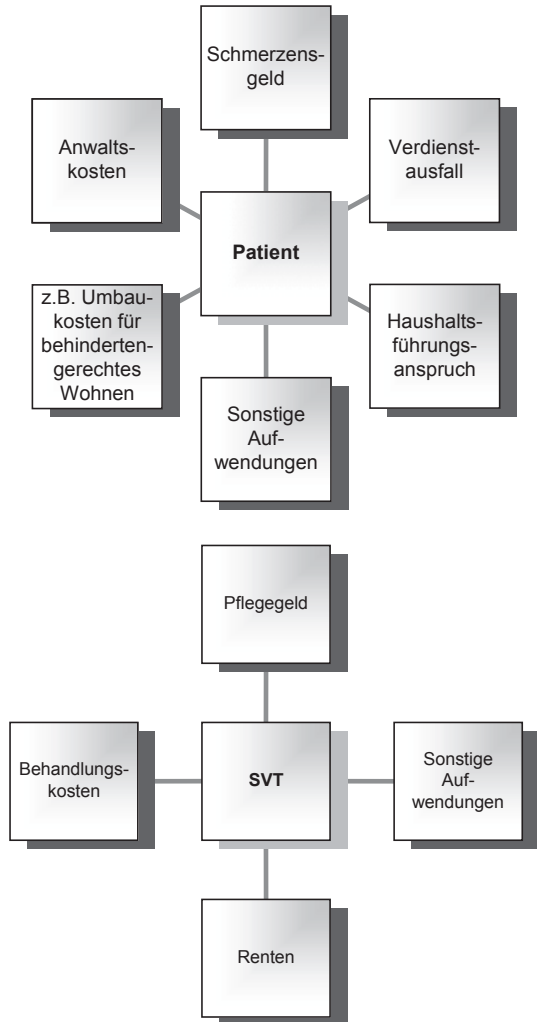 Schmerzens-
geld
Anwalts-
kosten
Verdienst-
ausfall
Patient
z.B. Umbau-
kosten für
behinderten-
gerechtes
Wohnen
Haushalts-
führungs-
anspruch
Sonstige
Auf-
wendungen
Pflegegeld
Behandlungs-
kosten
SVT
Sonstige
Auf-
wendungen
Renten